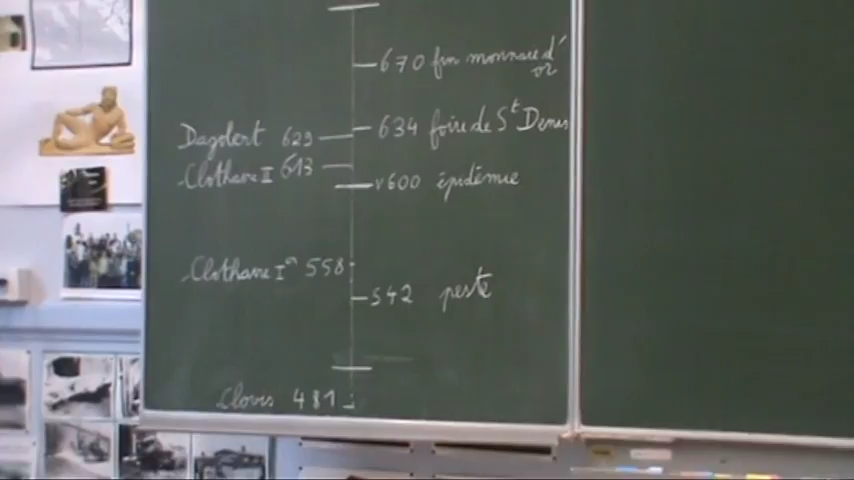 670 fin monnaie d'
or
634 foire de St Denis
Dagobert 629
Clothaire II 613
v 600 épidémie
Clothaire Ier 558
542 peste
Clovis 481